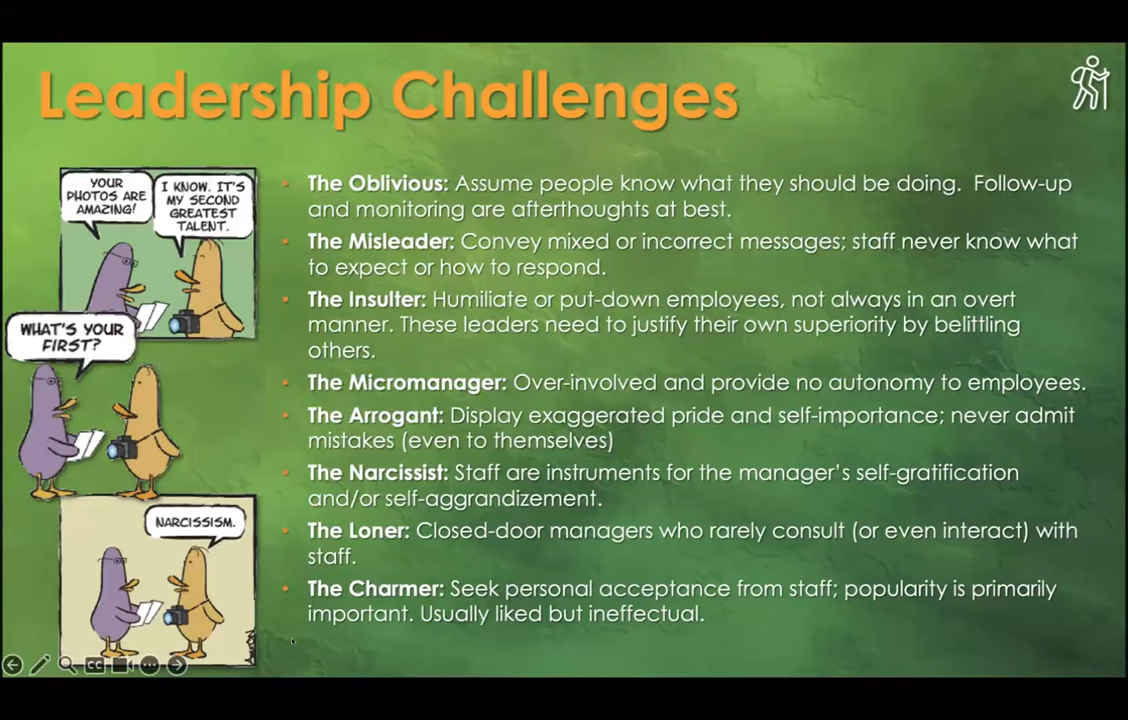 Leadership Challenges
YOUR
PHOTOS ARE
AMAZING!
I KNOW. IT'S
MY SECOND
GREATEST
TALENT.
WHAT'S YOUR
FIRST?
NARCISSISM.
• The Oblivious: Assume people know what they should be doing.  Follow-up
and monitoring are afterthoughts at best.
• The Misleader: Convey mixed or incorrect messages; staff never know what
to expect or how to respond.
• The Insulter: Humiliate or put-down employees, not always in an overt
manner. These leaders need to justify their own superiority by belittling
others.
• The Micromanager: Over-involved and provide no autonomy to employees.
• The Arrogant: Display exaggerated pride and self-importance; never admit
mistakes (even to themselves)
• The Narcissist: Staff are instruments for the manager's self-gratification
and/or self-aggrandizement.
• The Loner: Closed-door managers who rarely consult (or even interact) with
staff.
• The Charmer: Seek personal acceptance from staff; popularity is primarily
important. Usually liked but ineffectual.
CC